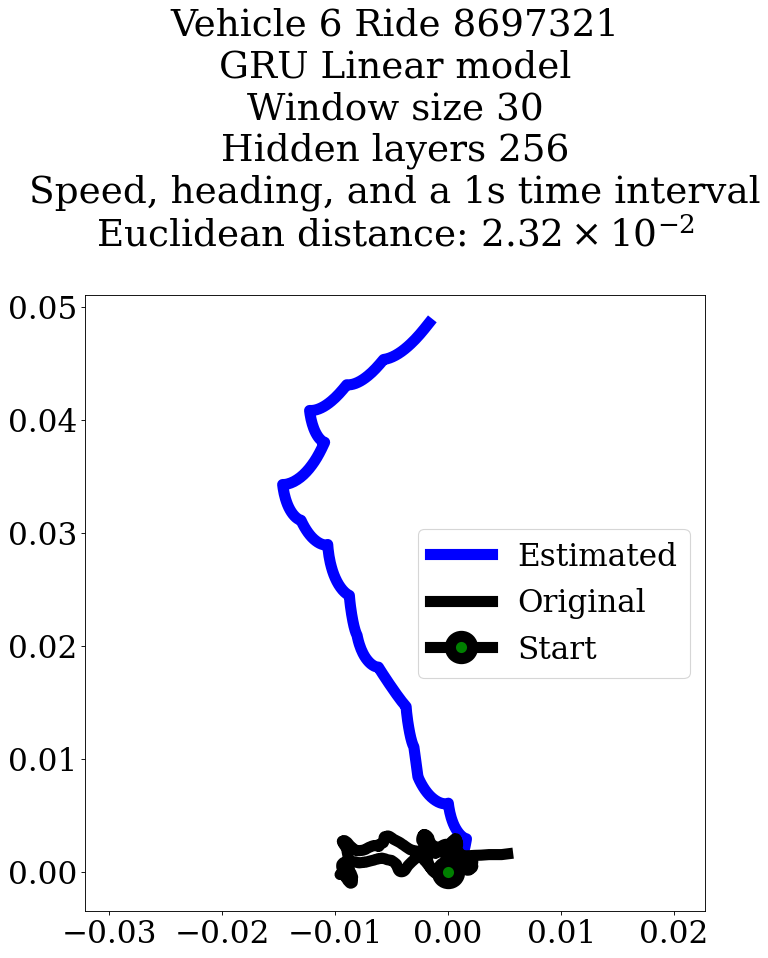 Vehicle 6 Ride 8697321
GRU Linear model
Window size 30
Hidden layers 256
Speed, heading, and a 1s time interval
Euclidean distance: 2.32 × 10⁻²
0.05
0.04
0.03
0.02
0.01
0.00
Estimated
Original
Start
−0.03 −0.02 −0.01 0.00 0.01 0.02